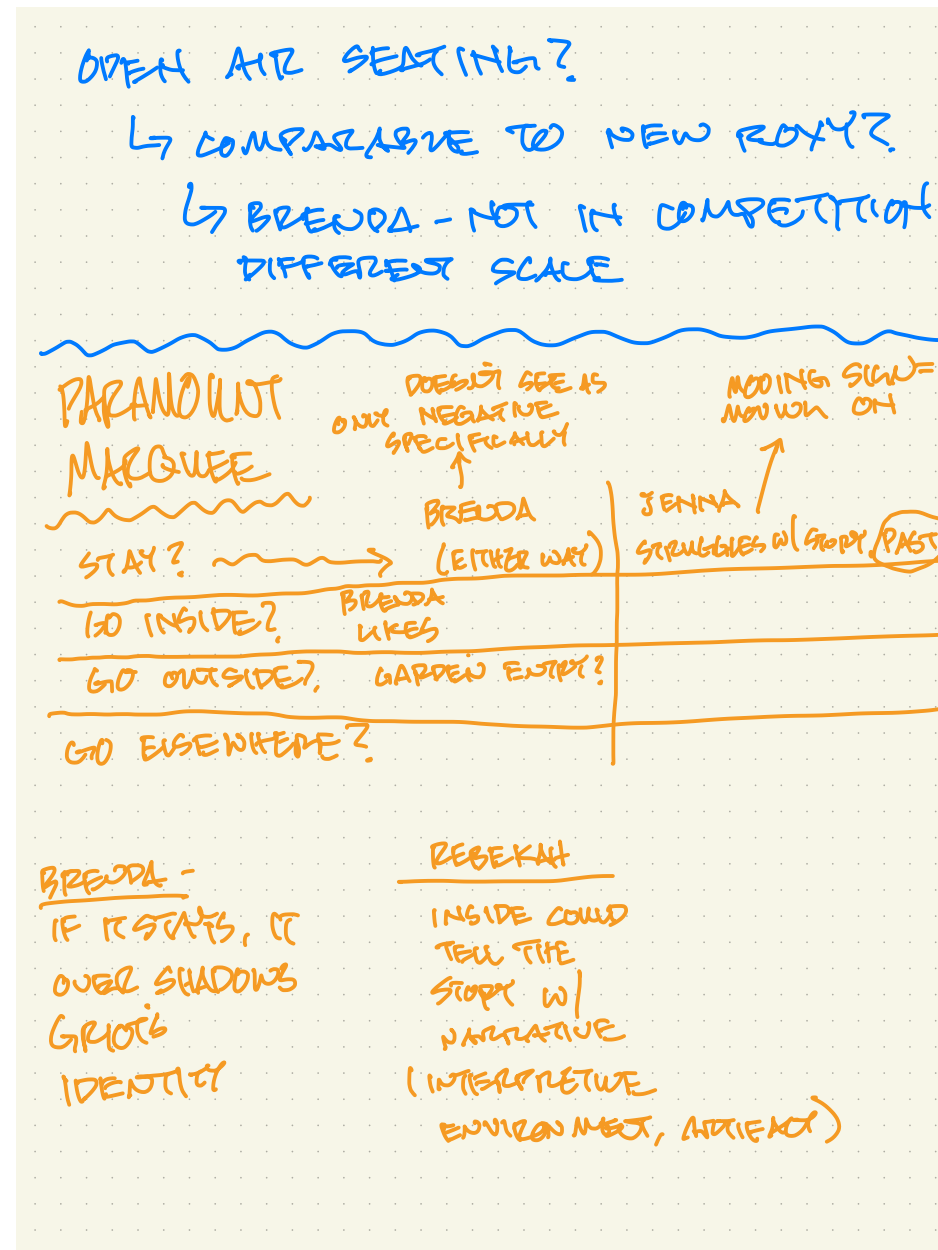 OPEN AIR SEATING?
↳ COMPARABLE TO NEW ROXY?
↳ BRENDA - NOT IN COMPETITION
DIFFERENT SCALE
PARAMOUNT
MARQUEE
DOESN'T SEE AS
ONLY NEGATIVE
SPECIFICALLY
MOVING SIGN =
MOVING ON
BRENDA
(EITHER WAY)
JENNA
STRUGGLES W/ STORY, PAST
STAY?
GO INSIDE? BRENDA
LIKES
GO OUTSIDE? GARDEN ENTRY?
GO ELSEWHERE?
BRENDA -
IF IT STAYS, IT
OVER SHADOWS
GRIOT'S
IDENTITY
REBEKAH
INSIDE COULD
TELL THE
STORY W/
NARRATIVE
(INTERPRETIVE
ENVIRONMENT, ARTIFACT)